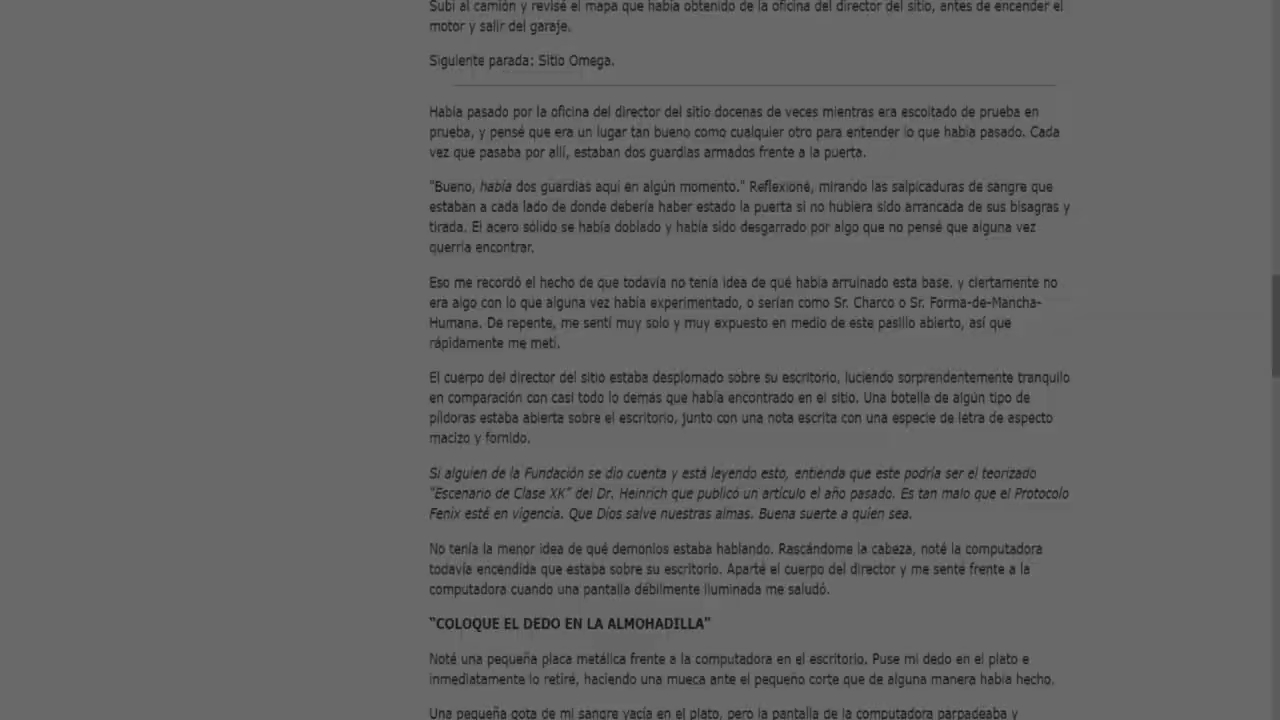 Subí al camión y revisé el mapa que había obtenido de la oficina del director del sitio, antes de encender el
motor y salir del garaje.
Siguiente parada: Sitio Omega.
Había pasado por la oficina del director del sitio docenas de veces mientras era escoltado de prueba en
prueba, y pensé que era un lugar tan bueno como cualquier otro para entender lo que había pasado. Cada
vez que pasaba por allí, estaban dos guardias armados frente a la puerta.
"Bueno, había dos guardias aquí en algún momento." Reflexioné, mirando las salpicaduras de sangre que
estaban a cada lado de donde debería haber estado la puerta si no hubiera sido arrancada de sus bisagras y
tirada. El acero sólido se había doblado y había sido desgarrado por algo que no pensé que alguna vez
querría encontrar.
Eso me recordó el hecho de que todavía no tenía idea de qué había arruinado esta base, y ciertamente no
era algo con lo que alguna vez había experimentado, o serían como Sr. Charco o Sr. Forma-de-Mancha-
Humana. De repente, me sentí muy solo y muy expuesto en medio de este pasillo abierto, así que
rápidamente me metí.
El cuerpo del director del sitio estaba desplomado sobre su escritorio, luciendo sorprendentemente tranquilo
en comparación con casi todo lo demás que había encontrado en el sitio. Una botella de algún tipo de
píldoras estaba abierta sobre el escritorio, junto con una nota escrita con una especie de letra de aspecto
macizo y fornido.
Si alguien de la Fundación se dio cuenta y está leyendo esto, entienda que este podría ser el teorizado
"Escenario de Clase XK" del Dr. Heinrich que publicó un artículo el año pasado. Es tan malo que el Protocolo
Fenix esté en vigencia. Que Dios salve nuestras almas. Buena suerte a quien sea.
No tenía la menor idea de qué demonios estaba hablando. Rascándome la cabeza, noté la computadora
todavía encendida que estaba sobre su escritorio. Aparté el cuerpo del director y me senté frente a la
computadora cuando una pantalla débilmente iluminada me saludó.
"COLOQUE EL DEDO EN LA ALMOHADILLA"
Noté una pequeña placa metálica frente a la computadora en el escritorio. Puse mi dedo en el plato e
inmediatamente lo retiré, haciendo una mueca ante el pequeño corte que de alguna manera había hecho.
Una pequeña gota de mi sangre yacía en el plato, pero la pantalla de la computadora parpadeaba y